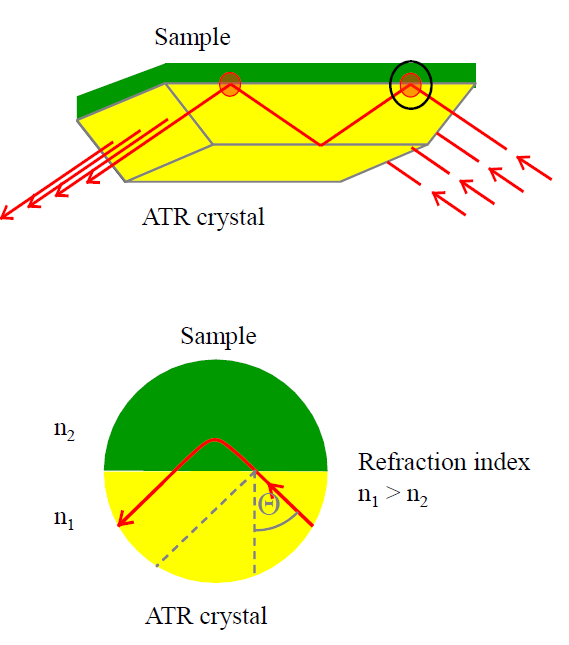 Sample
ATR crystal
Sample
n₂
Refraction index
n₁ > n₂
n₁
Θ
ATR crystal